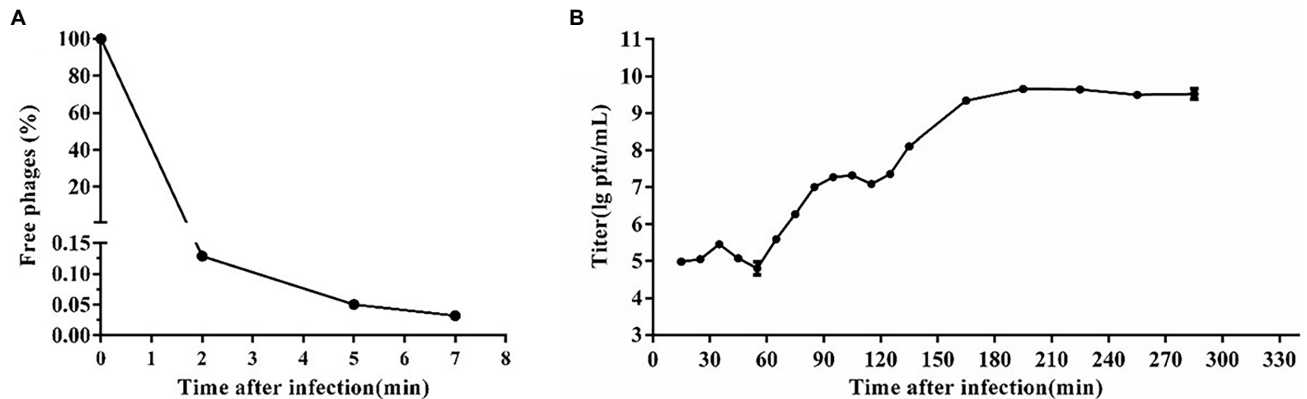 A
Free phages (%)
100
80
60
40
20
0.15
0.10
0.05
0.00
0 1 2 3 4 5 6 7 8
Time after infection(min)
B
Titer(lg pfu/mL)
11
10
9
8
7
6
5
4
3
0 30 60 90 120 150 180 210 240 270 300 330
Time after infection(min)